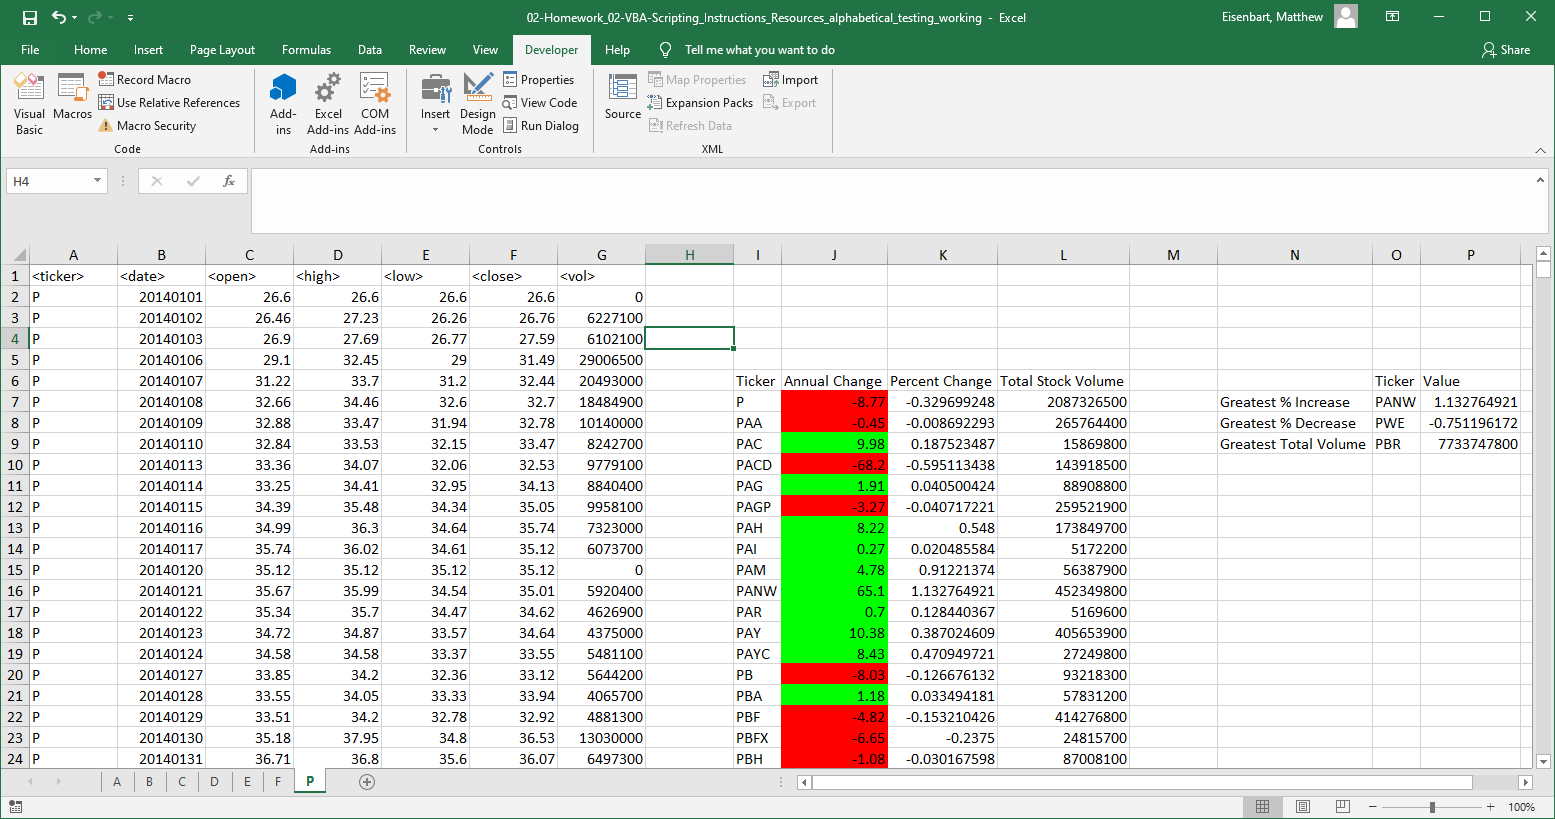 02-Homework_02-VBA-Scripting_Instructions_Resources_alphabetical_testing_working - Excel
Eisenbart, Matthew
File Home Insert Page Layout Formulas Data Review View Developer Help Tell me what you want to do Share
Visual Basic
Macros
Record Macro
Use Relative References
Macro Security
Code
Add-ins
Excel Add-ins
COM Add-ins
Add-ins
Insert
Design Mode
Properties
View Code
Run Dialog
Controls
Source
Map Properties
Expansion Packs
Refresh Data
Import
Export
XML
H4 fx
A B C D E F G H I J K L M N O P
1 <ticker> <date> <open> <high> <low> <close> <vol>
2 P 20140101 26.6 26.6 26.6 26.6 0
3 P 20140102 26.46 27.23 26.26 26.76 6227100
4 P 20140103 26.9 27.69 26.77 27.59 6102100
5 P 20140106 29.1 32.45 29 31.49 29006500
6 P 20140107 31.22 33.7 31.2 32.44 20493000 Ticker Annual Change Percent Change Total Stock Volume Ticker Value
7 P 20140108 32.66 34.46 32.6 32.7 18484900 P -8.77 -0.329699248 2087326500 Greatest % Increase PANW 1.132764921
8 P 20140109 32.88 33.47 31.94 32.78 10140000 PAA -0.45 -0.008692293 265764400 Greatest % Decrease PWE -0.751196172
9 P 20140110 32.84 33.53 32.15 33.47 8242700 PAC 9.98 0.187523487 15869800 Greatest Total Volume PBR 7733747800
10 P 20140113 33.36 34.07 32.06 32.53 9779100 PACD -68.2 -0.595113438 143918500
11 P 20140114 33.25 34.41 32.95 34.13 8840400 PAG 1.91 0.040500424 88908800
12 P 20140115 34.39 35.48 34.34 35.05 9958100 PAGP -3.27 -0.040717221 259521900
13 P 20140116 34.99 36.3 34.64 35.74 7323000 PAH 8.22 0.548 173849700
14 P 20140117 35.74 36.02 34.61 35.12 6073700 PAI 0.27 0.020485584 5172200
15 P 20140120 35.12 35.12 35.12 35.12 0 PAM 4.78 0.91221374 56387900
16 P 20140121 35.67 35.99 34.54 35.01 5920400 PANW 65.1 1.132764921 452349800
17 P 20140122 35.34 35.7 34.47 34.62 4626900 PAR 0.7 0.128440367 5169600
18 P 20140123 34.72 34.87 33.57 34.64 4375000 PAY 10.38 0.387024609 405653900
19 P 20140124 34.58 34.58 33.37 33.55 5481100 PAYC 8.43 0.470949721 27249800
20 P 20140127 33.85 34.2 32.36 33.12 5644200 PB -8.03 -0.126676132 93218300
21 P 20140128 33.55 34.05 33.33 33.94 4065700 PBA 1.18 0.033494181 57831200
22 P 20140129 33.51 34.2 32.78 32.92 4881300 PBF -4.82 -0.153210426 414276800
23 P 20140130 35.18 37.95 34.8 36.53 13030000 PBFX -6.65 -0.2375 24815700
24 P 20140131 36.71 36.8 35.6 36.07 6497300 PBH -1.08 -0.030167598 87008100
A B C D E F P
100%